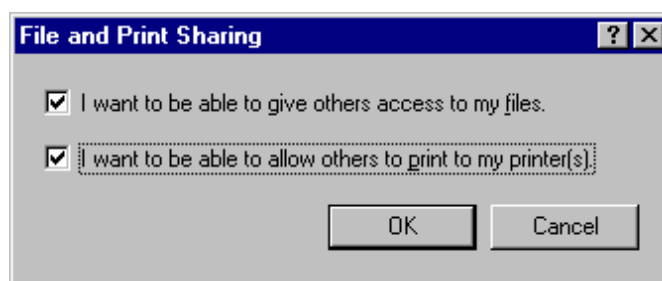 File and Print Sharing
I want to be able to give others access to my files.
I want to be able to allow others to print to my printer(s).
OK Cancel